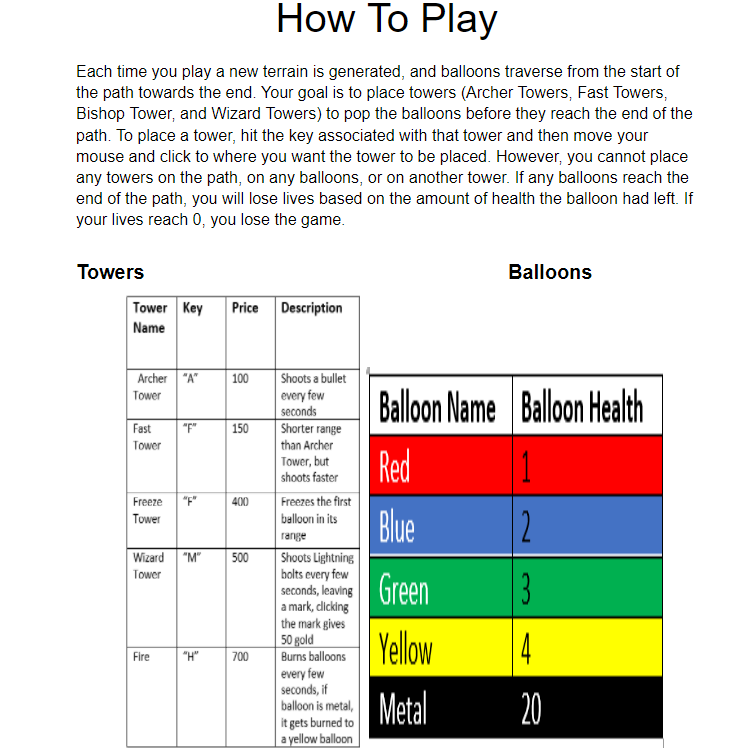 How To Play
Each time you play a new terrain is generated, and balloons traverse from the start of
the path towards the end. Your goal is to place towers (Archer Towers, Fast Towers,
Bishop Tower, and Wizard Towers) to pop the balloons before they reach the end of the
path. To place a tower, hit the key associated with that tower and then move your
mouse and click to where you want the tower to be placed. However, you cannot place
any towers on the path, on any balloons, or on another tower. If any balloons reach the
end of the path, you will lose lives based on the amount of health the balloon had left. If
your lives reach 0, you lose the game.
Towers
Tower Key Price Description
Name
Archer "A" 100 Shoots a bullet
Tower every few
seconds
Fast "F" 150 Shorter range
Tower than Archer
Tower, but
shoots faster
Freeze "F" 400 Freezes the first
Tower balloon in its
range
Wizard "M" 500 Shoots Lightning
Tower bolts every few
seconds, leaving
a mark, clicking
the mark gives
50 gold
Fire "H" 700 Burns balloons
every few
seconds, if
balloon is metal,
it gets burned to
a yellow balloon
Balloons
Balloon Name Balloon Health
Red 1
Blue 2
Green 3
Yellow 4
Metal 20